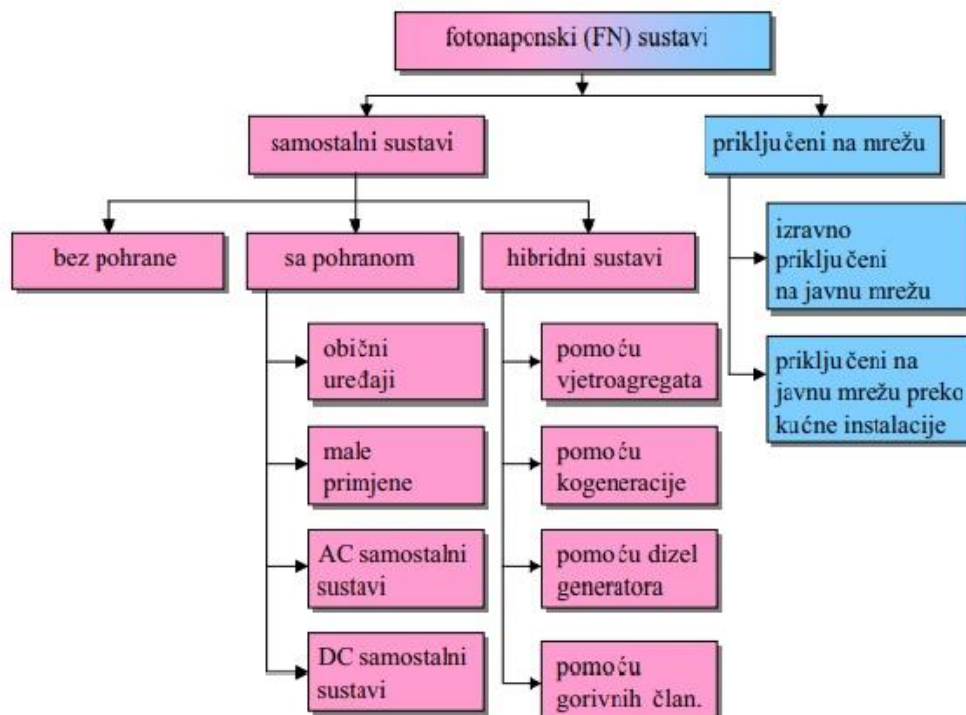 fotonaponski (FN) sustavi
samostalni sustavi
priključeni na mrežu
bez pohrane
sa pohranom
hibridni sustavi
izravno
priključeni
na javnu mrežu
obični
uređaji
pomoću
vjetroagregata
priključeni na
javnu mrežu preko
kućne instalacije
male
primjene
pomoću
kogeneracije
AC samostalni
sustavi
pomoću dizel
generatora
DC samostalni
sustavi
pomoću
gorivnih član.